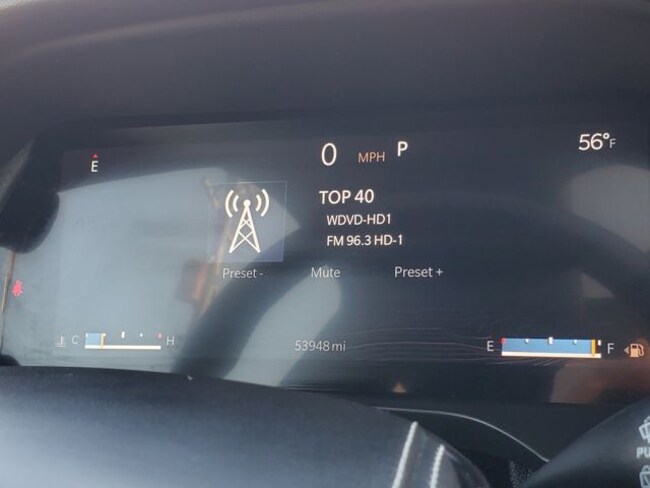 0 MPH P
56°F
E
TOP 40
WDVD-HD1
FM 96.3 HD-1
Preset - Mute Preset +
C H
53948 mi
E F